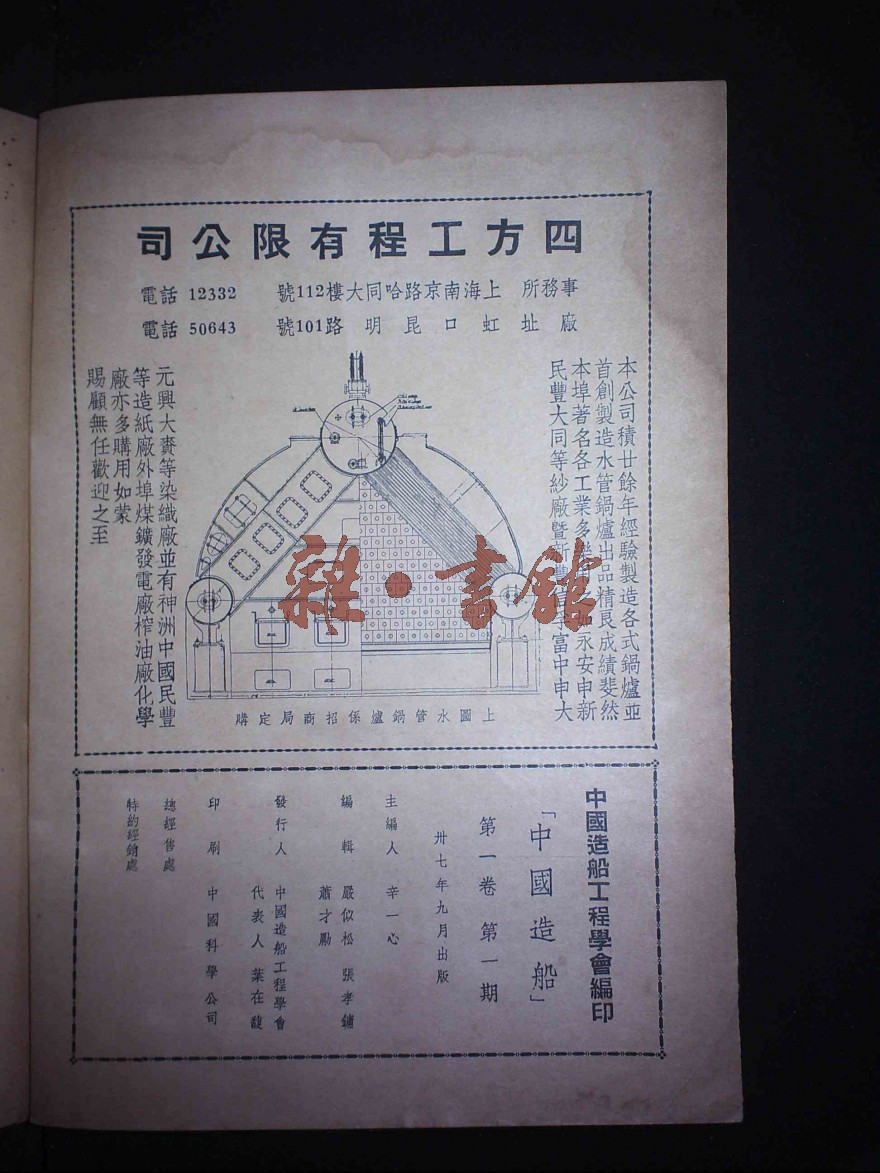 四方工程有限公司
事務所 上海南京路哈同大樓112號 電話 12332
廠址 虹口昆明路101號 電話 50643
本公司積廿餘年經驗製造各式鍋爐並
首創製造水管鍋爐出品精良成績斐然
本埠著名各工業多 永安申新
民豐大同等紗廠暨新 富中申大
元興大賚等染織廠並有神洲中國民豐
等造紙廠外埠煤鑛發電廠榨油廠化學
廠亦多購用如蒙
賜顧無任歡迎之至
上圖水管鍋爐係招商局定購
雜·書館
中國造船工程學會編印
「中國造船」
第一卷 第一期
卅七年九月出版
主編人 辛一心
編輯 嚴似松 張孝鏞
蕭才勵
發行人 中國造船工程學會
代表人 葉在馥
印刷 中國科學公司
總經售處
特約經銷處